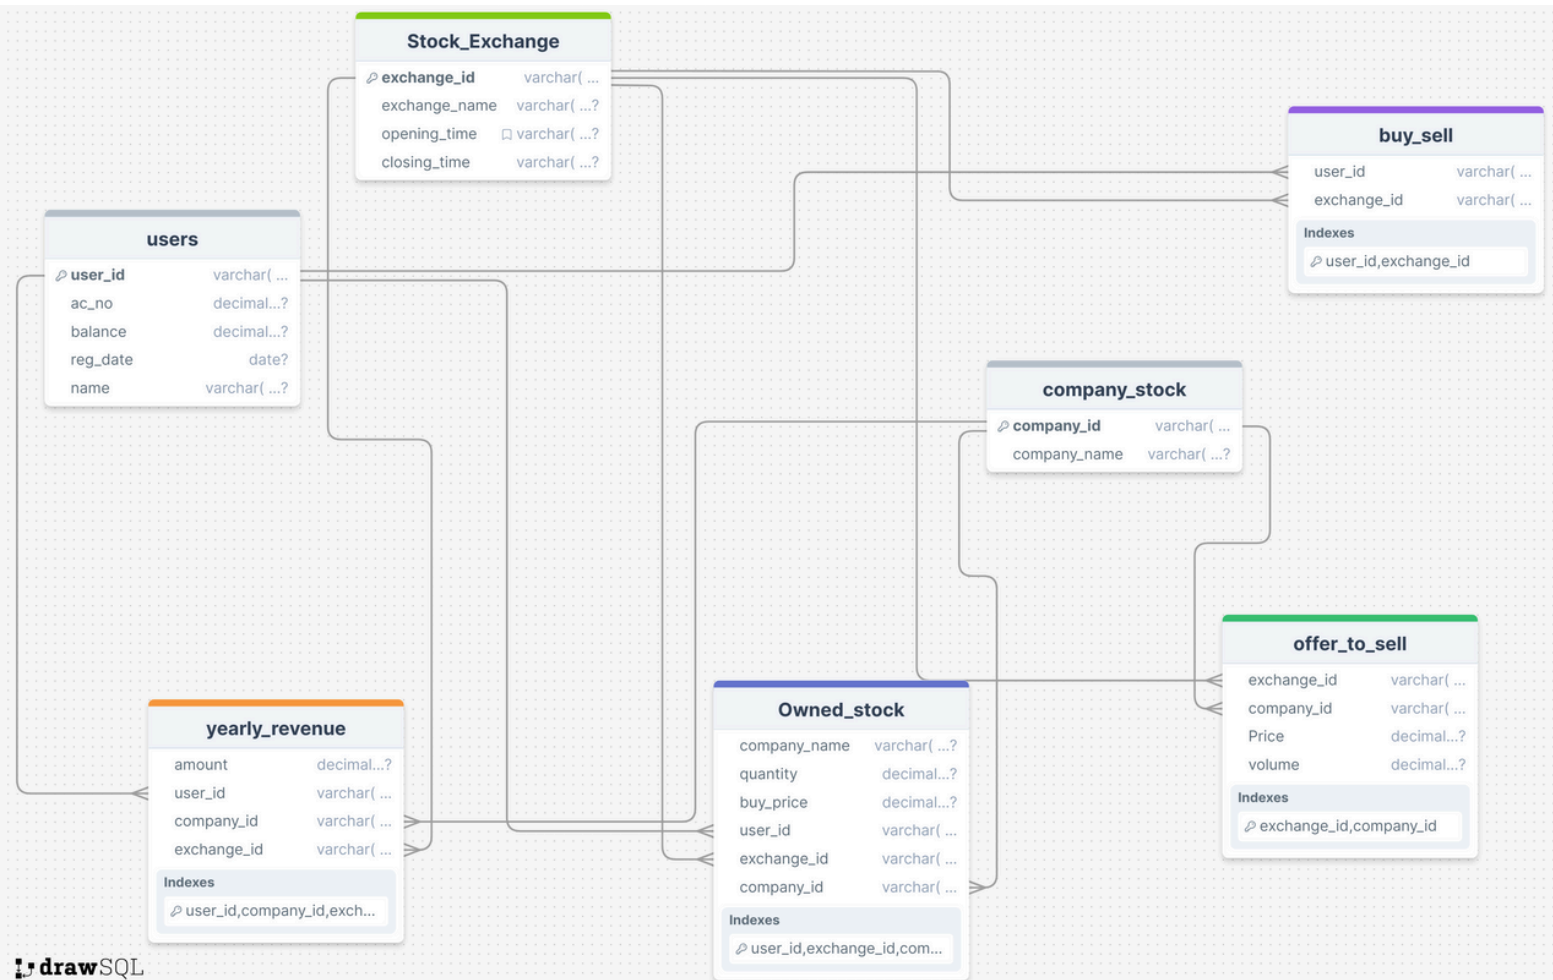 Stock_Exchange
exchange_id varchar( ...
exchange_name varchar( ...?
opening_time varchar( ...?
closing_time varchar( ...?
buy_sell
user_id varchar( ...
exchange_id varchar( ...
Indexes
user_id,exchange_id
users
user_id varchar( ...
ac_no decimal...?
balance decimal...?
reg_date date?
name varchar( ...?
company_stock
company_id varchar( ...
company_name varchar( ...?
offer_to_sell
exchange_id varchar( ...
company_id varchar( ...
Price decimal...?
volume decimal...?
Indexes
exchange_id,company_id
yearly_revenue
amount decimal...?
user_id varchar( ...
company_id varchar( ...
exchange_id varchar( ...
Indexes
user_id,company_id,exch...
Owned_stock
company_name varchar( ...?
quantity decimal...?
buy_price decimal...?
user_id varchar( ...
exchange_id varchar( ...
company_id varchar( ...
Indexes
user_id,exchange_id,com...
drawSQL